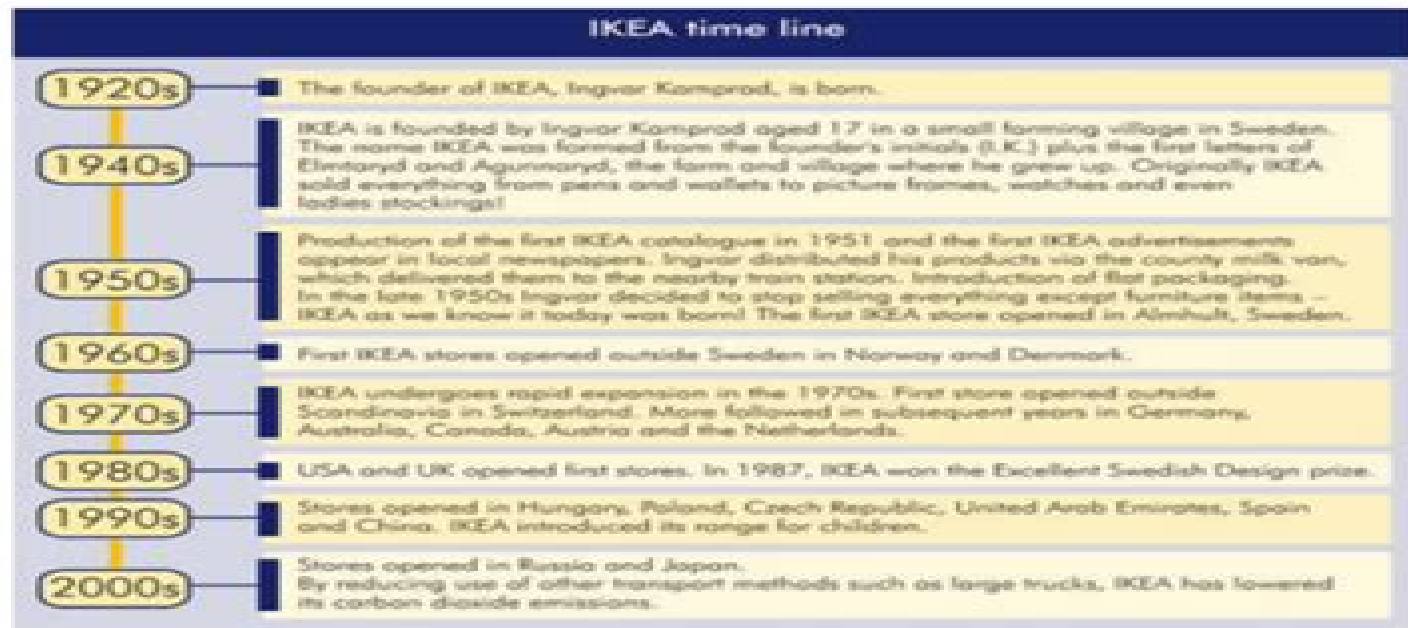 IKEA time line
1920s
The founder of IKEA, Ingvar Kamprad, is born.
1940s
IKEA is founded by Ingvar Kamprad aged 17 in a small farming village in Sweden.
The name IKEA was formed from the founder's initials (I.K.) plus the first letters of
Elmtaryd and Agunnaryd, the farm and village where he grew up. Originally IKEA
sold everything from pens and wallets to picture frames, watches and even
ladies stockings!
1950s
Production of the first IKEA catalogue in 1951 and the first IKEA advertisements
appear in local newspapers. Ingvar distributed his products via the county milk van,
which delivered them to the nearby train station. Introduction of flat packaging.
In the late 1950s Ingvar decided to stop selling everything except furniture items –
IKEA as we know it today was born! The first IKEA store opened in Almhult, Sweden.
1960s
First IKEA stores opened outside Sweden in Norway and Denmark.
1970s
IKEA undergoes rapid expansion in the 1970s. First store opened outside
Scandinavia in Switzerland. More followed in subsequent years in Germany,
Australia, Canada, Austria and the Netherlands.
1980s
USA and UK opened first stores. In 1987, IKEA won the Excellent Swedish Design prize.
1990s
Stores opened in Hungary, Poland, Czech Republic, United Arab Emirates, Spain
and China. IKEA introduced its range for children.
2000s
Stores opened in Russia and Japan.
By reducing use of other transport methods such as large trucks, IKEA has lowered
its carbon dioxide emissions.